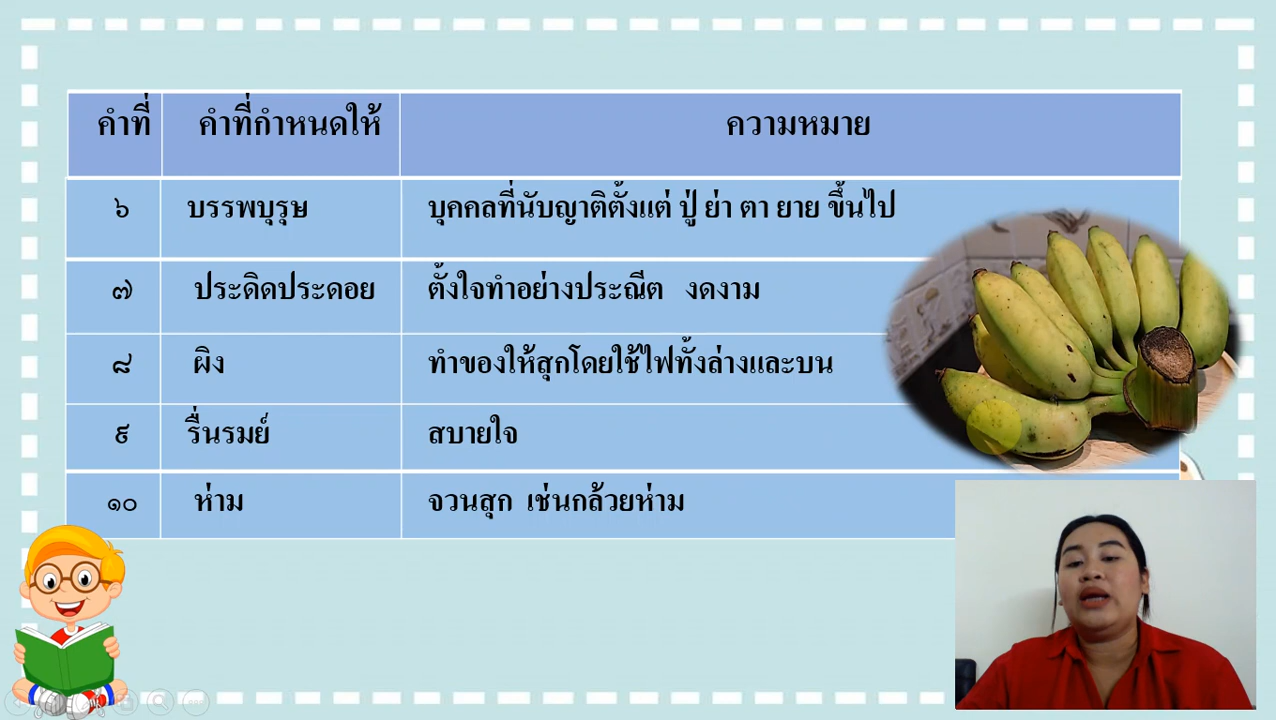 คำที่ คำที่กำหนดให้ ความหมาย
๖ บรรพบุรุษ บุคคลที่นับญาติตั้งแต่ ปู่ ย่า ตา ยาย ขึ้นไป
๗ ประดิดประดอย ตั้งใจทำอย่างประณีต งดงาม
๘ ผิง ทำของให้สุกโดยใช้ไฟทั้งล่างและบน
๙ รื่นรมย์ สบายใจ
๑๐ ห่าม จวนสุก เช่นกล้วยห่าม